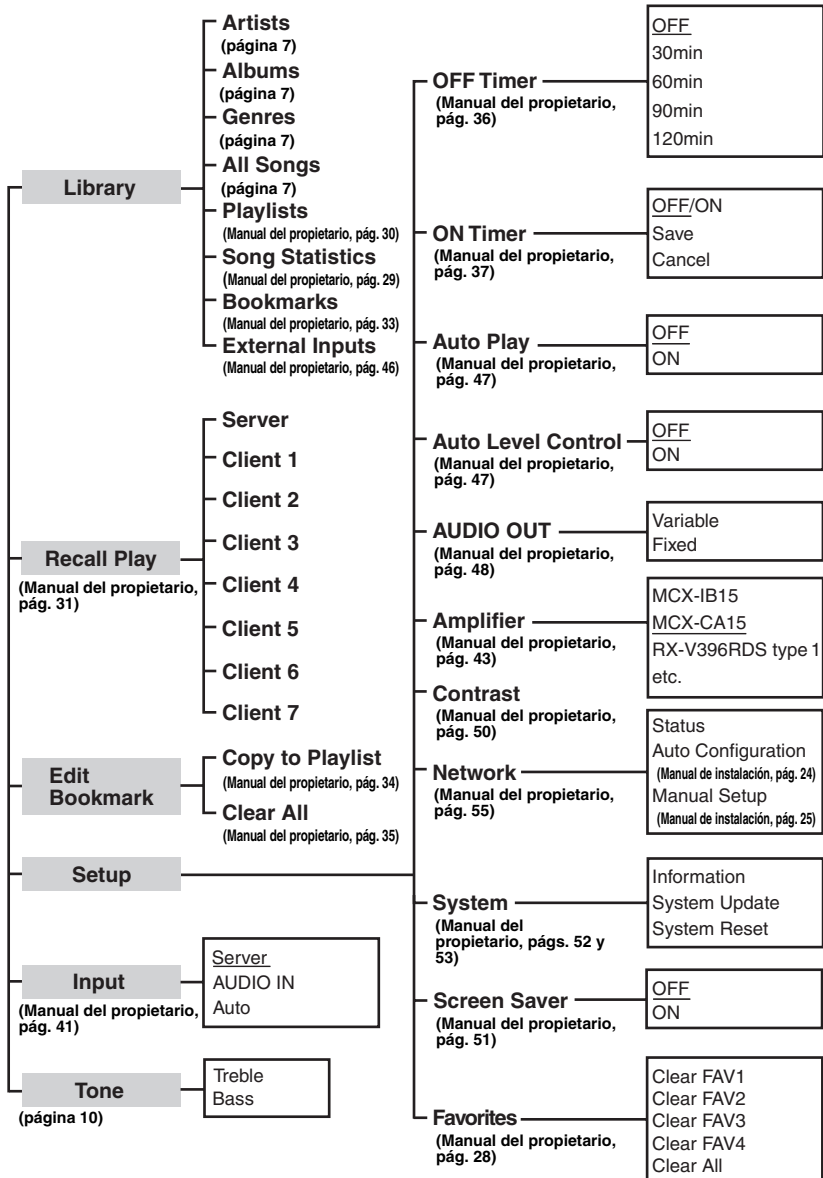 Library
Artists
(página 7)
Albums
(página 7)
Genres
(página 7)
All Songs
(página 7)
Playlists
(Manual del propietario, pág. 30)
Song Statistics
(Manual del propietario, pág. 29)
Bookmarks
(Manual del propietario, pág. 33)
External Inputs
(Manual del propietario, pág. 46)
Recall Play
(Manual del propietario,
pág. 31)
Server
Client 1
Client 2
Client 3
Client 4
Client 5
Client 6
Client 7
Edit
Bookmark
Copy to Playlist
(Manual del propietario, pág. 34)
Clear All
(Manual del propietario, pág. 35)
Setup
Input
(Manual del propietario,
pág. 41)
Server
AUDIO IN
Auto
Tone
(página 10)
Treble
Bass
OFF Timer
(Manual del propietario,
pág. 36)
OFF
30min
60min
90min
120min
ON Timer
(Manual del propietario,
pág. 37)
OFF/ON
Save
Cancel
Auto Play
(Manual del propietario,
pág. 47)
OFF
ON
Auto Level Control
(Manual del propietario,
pág. 47)
OFF
ON
AUDIO OUT
(Manual del propietario,
pág. 48)
Variable
Fixed
Amplifier
(Manual del propietario,
pág. 43)
MCX-IB15
MCX-CA15
RX-V396RDS type 1
etc.
Contrast
(Manual del propietario,
pág. 50)
Network
(Manual del propietario,
pág. 55)
Status
Auto Configuration
(Manual de instalación, pág. 24)
Manual Setup
(Manual de instalación, pág. 25)
System
(Manual del
propietario, págs. 52 y
53)
Information
System Update
System Reset
Screen Saver
(Manual del propietario,
pág. 51)
OFF
ON
Favorites
(Manual del propietario,
pág. 28)
Clear FAV1
Clear FAV2
Clear FAV3
Clear FAV4
Clear All